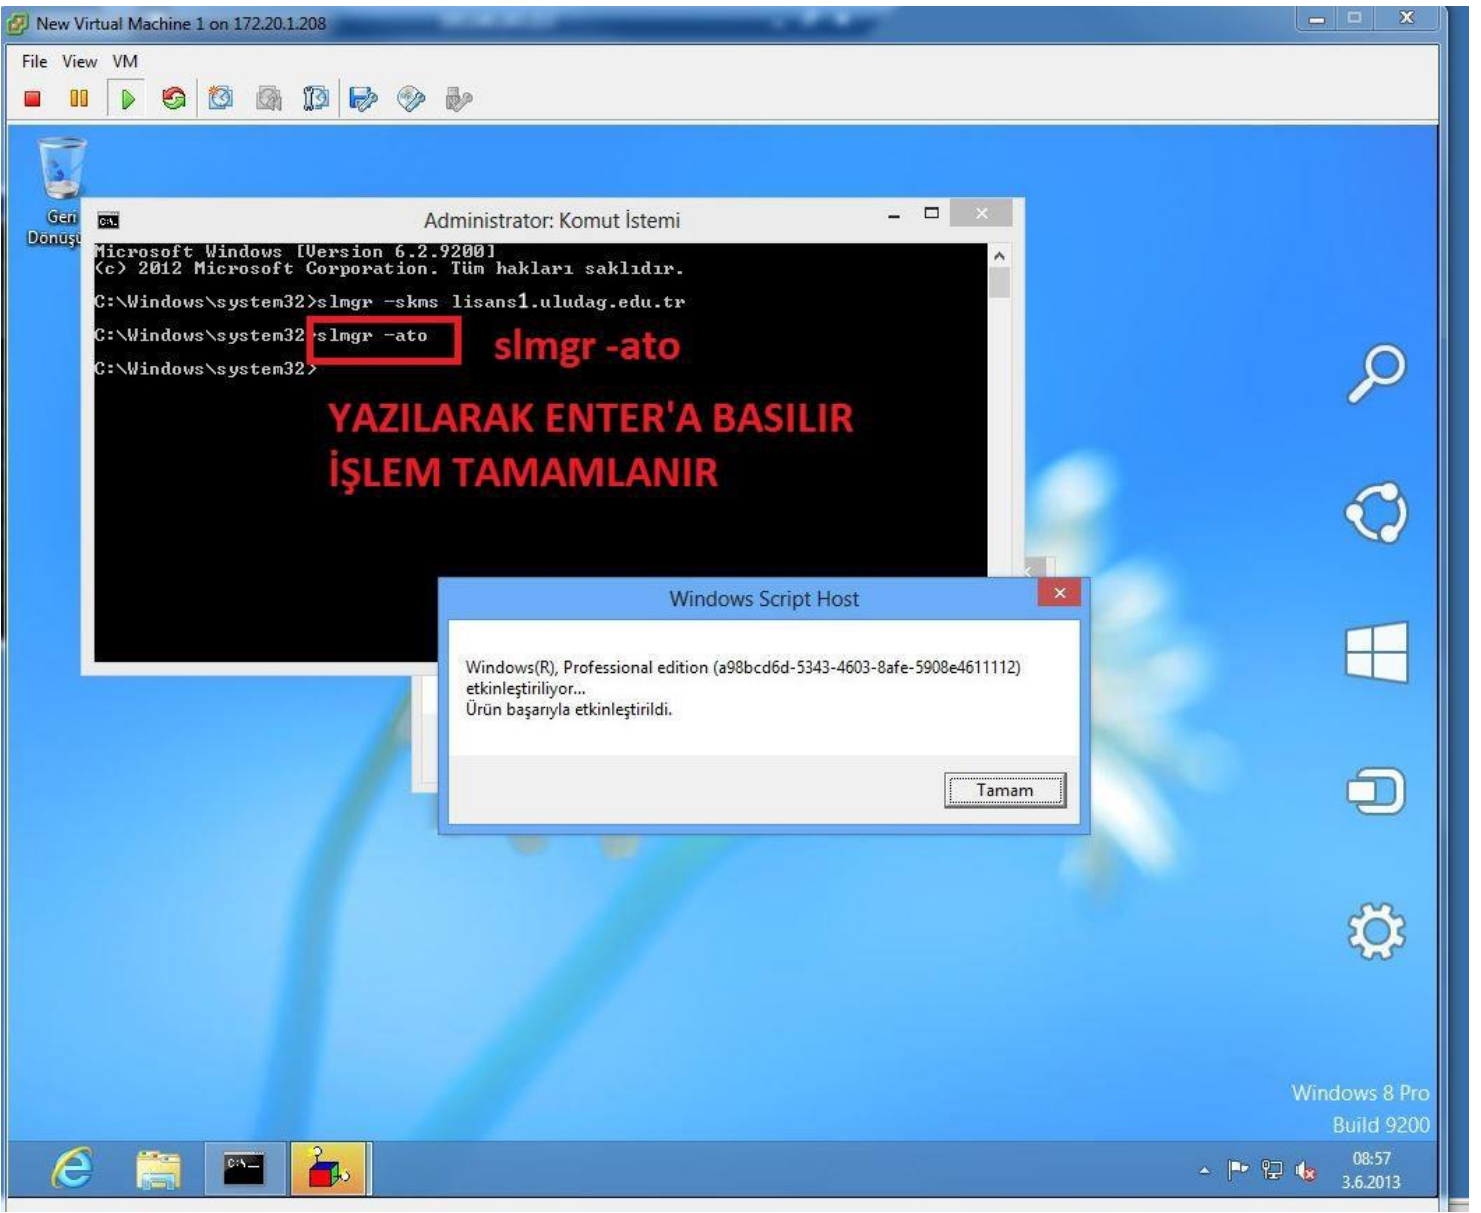 New Virtual Machine 1 on 172.20.1.208
File View VM
Geri
Dönüşü
Administrator: Komut İstemi
Microsoft Windows [Version 6.2.9200]
(c) 2012 Microsoft Corporation. Tüm hakları saklıdır.
C:\Windows\system32>slmgr -skms lisans1.uludag.edu.tr
C:\Windows\system32>slmgr -ato
slmgr -ato
C:\Windows\system32>
YAZILARAK ENTER'A BASILIR
İŞLEM TAMAMLANIR
Windows Script Host
Windows(R), Professional edition (a98bcd6d-5343-4603-8afe-5908e4611112)
etkinleştiriliyor...
Ürün başarıyla etkinleştirildi.
Tamam
Windows 8 Pro
Build 9200
08:57
3.6.2013